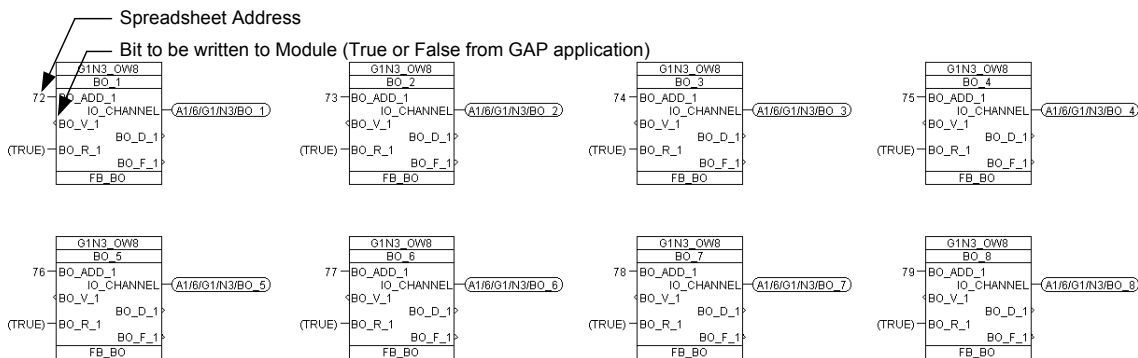 Spreadsheet Address
Bit to be written to Module (True or False from GAP application)
G1N3_OW8 G1N3_OW8 G1N3_OW8 G1N3_OW8
BO_1 BO_2 BO_3 BO_4
72 BO_ADD_1 73 BO_ADD_1 74 BO_ADD_1 75 BO_ADD_1
IO_CHANNEL A1/6/G1/N3/BO_1 IO_CHANNEL A1/6/G1/N3/BO_2 IO_CHANNEL A1/6/G1/N3/BO_3 IO_CHANNEL A1/6/G1/N3/BO_4
BO_V_1 BO_V_1 BO_V_1 BO_V_1
BO_D_1 BO_D_1 BO_D_1 BO_D_1
(TRUE) BO_R_1 (TRUE) BO_R_1 (TRUE) BO_R_1 (TRUE) BO_R_1
BO_F_1 BO_F_1 BO_F_1 BO_F_1
FB_BO FB_BO FB_BO FB_BO
G1N3_OW8 G1N3_OW8 G1N3_OW8 G1N3_OW8
BO_5 BO_6 BO_7 BO_8
76 BO_ADD_1 77 BO_ADD_1 78 BO_ADD_1 79 BO_ADD_1
IO_CHANNEL A1/6/G1/N3/BO_5 IO_CHANNEL A1/6/G1/N3/BO_6 IO_CHANNEL A1/6/G1/N3/BO_7 IO_CHANNEL A1/6/G1/N3/BO_8
BO_V_1 BO_V_1 BO_V_1 BO_V_1
BO_D_1 BO_D_1 BO_D_1 BO_D_1
(TRUE) BO_R_1 (TRUE) BO_R_1 (TRUE) BO_R_1 (TRUE) BO_R_1
BO_F_1 BO_F_1 BO_F_1 BO_F_1
FB_BO FB_BO FB_BO FB_BO